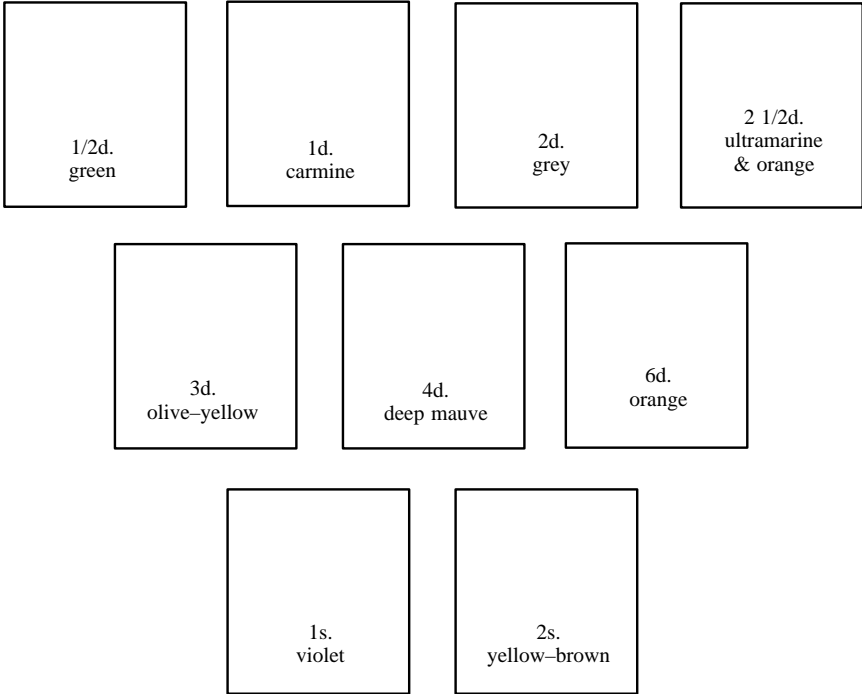 1/2d.
green
1d.
carmine
2d.
grey
2 1/2d.
ultramarine
& orange
3d.
olive–yellow
4d.
deep mauve
6d.
orange
1s.
violet
2s.
yellow–brown